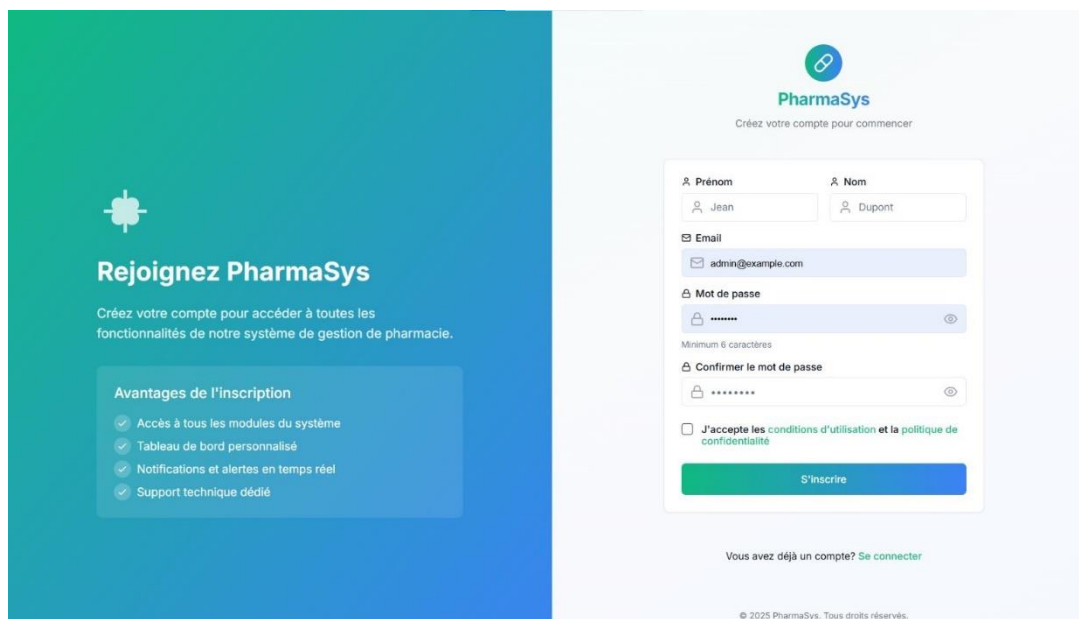 Rejoignez PharmaSys
Créez votre compte pour accéder à toutes les
fonctionnalités de notre système de gestion de pharmacie.
Avantages de l'inscription
Accès à tous les modules du système
Tableau de bord personnalisé
Notifications et alertes en temps réel
Support technique dédié
PharmaSys
Créez votre compte pour commencer
Prénom
Nom
Jean
Dupont
Email
admin@example.com
Mot de passe
••••••••
Minimum 6 caractères
Confirmer le mot de passe
••••••••
J'accepte les conditions d'utilisation et la politique de
confidentialité
S'inscrire
Vous avez déjà un compte? Se connecter
© 2025 PharmaSys. Tous droits réservés.